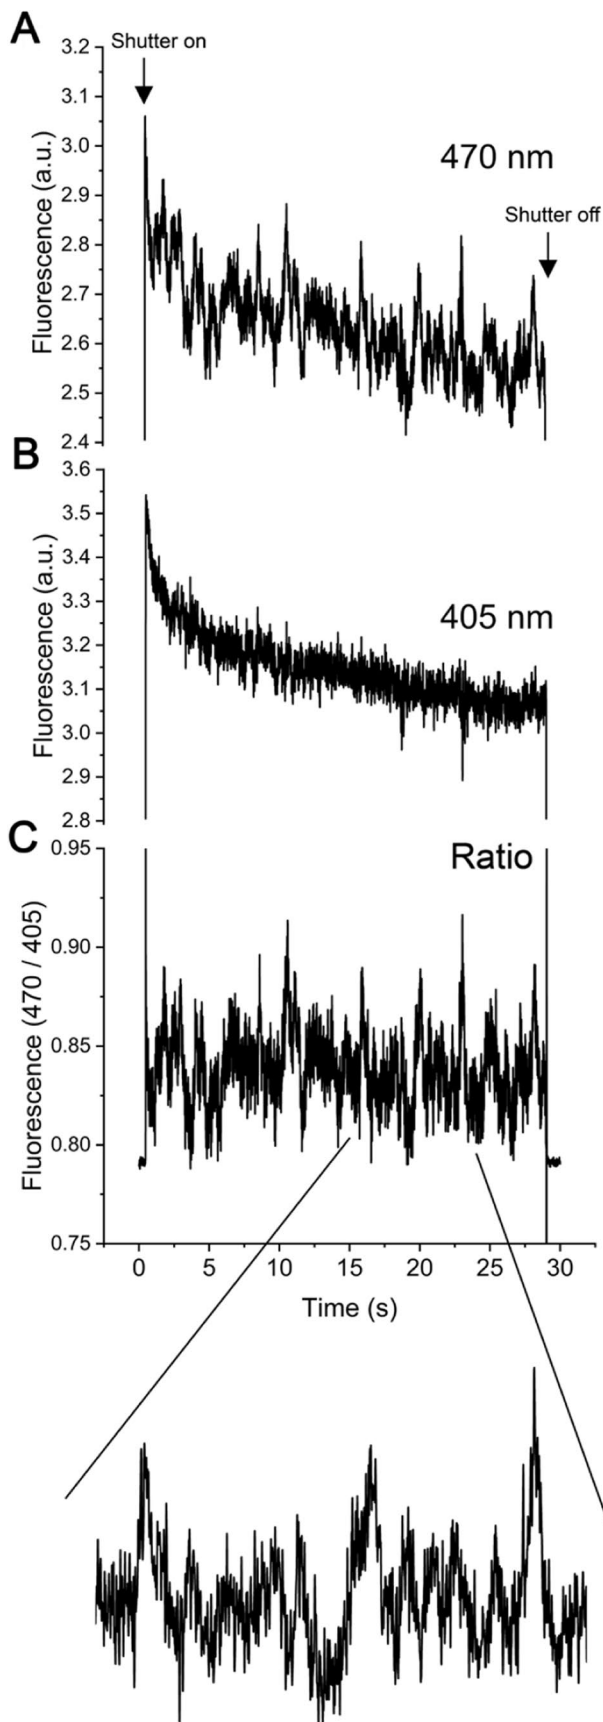 A
Shutter on
3.2
3.1
3.0
2.9
2.8
2.7
2.6
2.5
2.4
Fluorescence (a.u.)
470 nm
Shutter off
B
3.6
3.5
3.4
3.3
3.2
3.1
3.0
2.9
2.8
Fluorescence (a.u.)
405 nm
C
0.95
0.90
0.85
0.80
0.75
Fluorescence (470 / 405)
Ratio
0 5 10 15 20 25 30
Time (s)